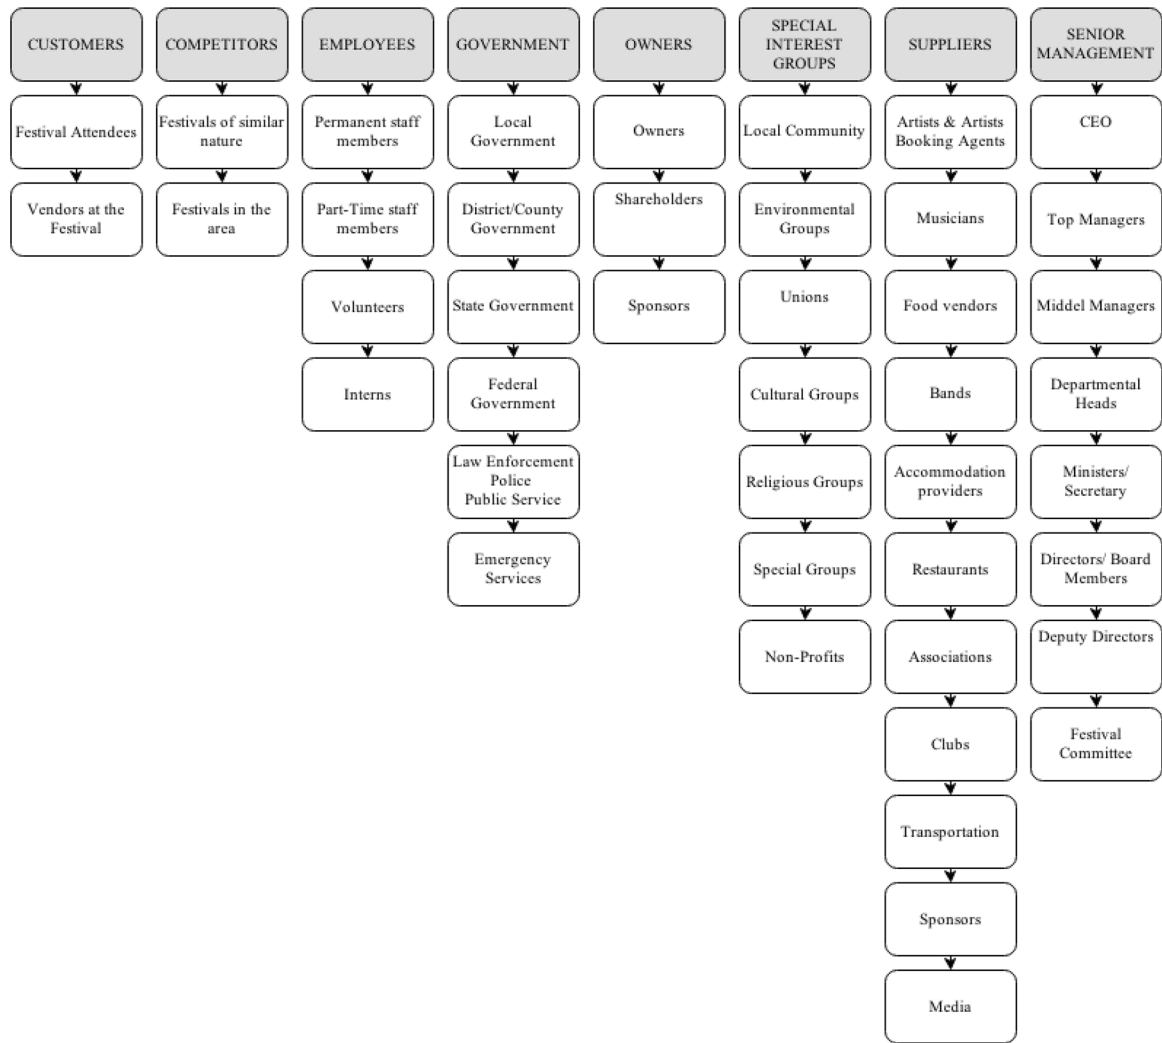 CUSTOMERS
COMPETITORS
EMPLOYEES
GOVERNMENT
OWNERS
SPECIAL
INTEREST
GROUPS
SUPPLIERS
SENIOR
MANAGEMENT
Festival Attendees
Festivals of similar
nature
Permanent staff
members
Local
Government
Owners
Local Community
Artists & Artists
Booking Agents
CEO
Vendors at the
Festival
Festivals in the
area
Part-Time staff
members
District/County
Government
Shareholders
Environmental
Groups
Musicians
Top Managers
Volunteers
State Government
Sponsors
Unions
Food vendors
Middel Managers
Interns
Federal
Government
Cultural Groups
Bands
Departmental
Heads
Law Enforcement
Police
Public Service
Religious Groups
Accommodation
providers
Ministers/
Secretary
Emergency
Services
Special Groups
Restaurants
Directors/ Board
Members
Non-Profits
Associations
Deputy Directors
Clubs
Festival
Committee
Transportation
Sponsors
Media